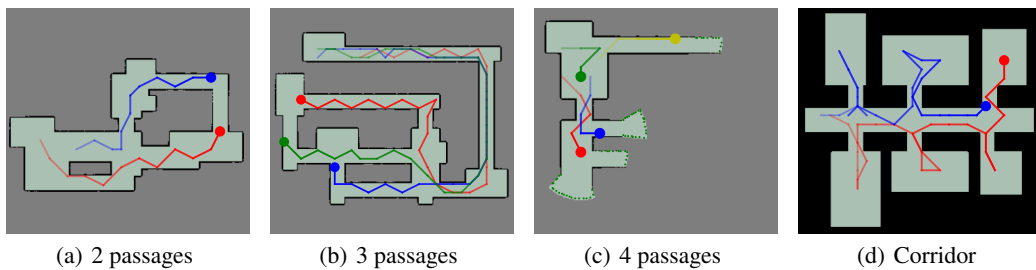 (a) 2 passages
(b) 3 passages
(c) 4 passages
(d) Corridor